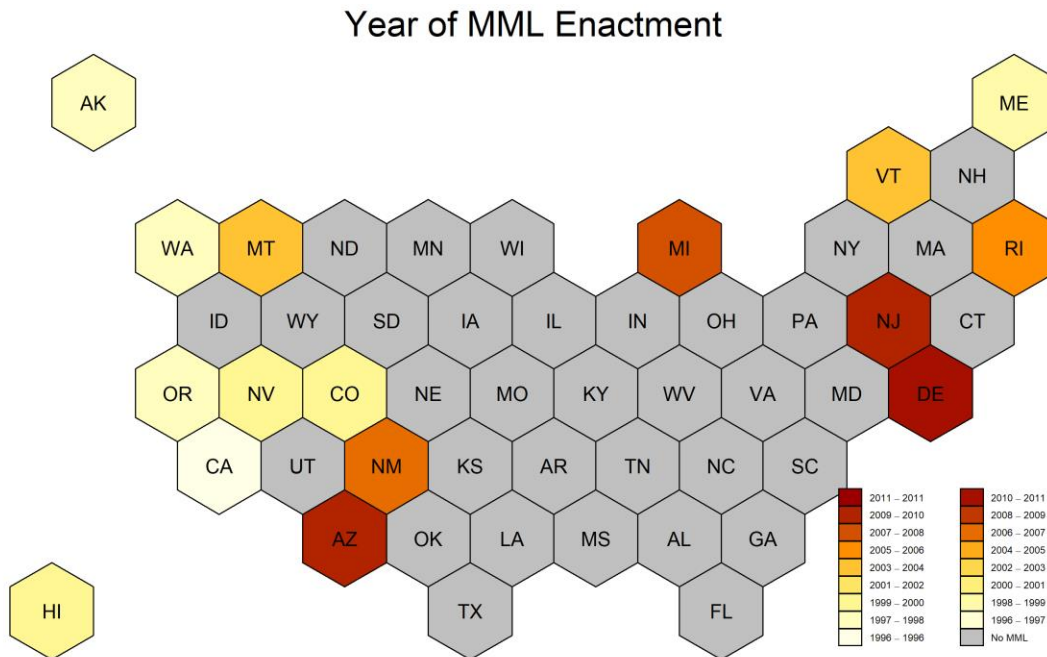 Year of MML Enactment
AK
ME
VT NH
WA MT ND MN WI MI NY MA RI
ID WY SD IA IL IN OH PA NJ CT
OR NV CO NE MO KY WV VA MD DE
CA UT NM KS AR TN NC SC
AZ OK LA MS AL GA
HI TX FL
2011 – 2011 2010 – 2011
2009 – 2010 2008 – 2009
2007 – 2008 2006 – 2007
2005 – 2006 2004 – 2005
2003 – 2004 2002 – 2003
2001 – 2002 2000 – 2001
1999 – 2000 1998 – 1999
1997 – 1998 1996 – 1997
1996 – 1996 No MML